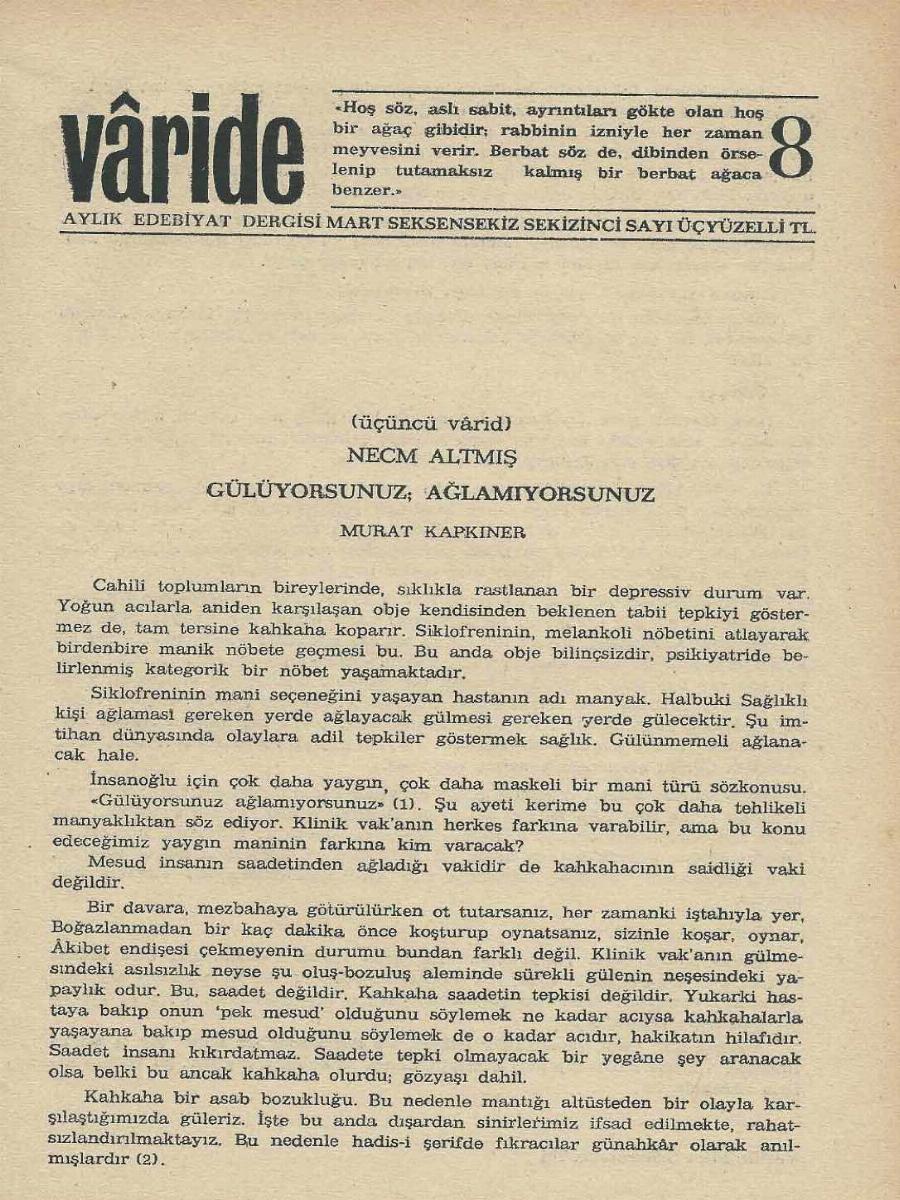 vâride
«Hoş söz, aslı sabit, ayrıntıları gökte olan hoş
bir ağaç gibidir; rabbinin izniyle her zaman
meyvesini verir. Berbat söz de, dibinden örse-
lenip tutamaksız kalmış bir berbat ağaca
benzer.»
8
AYLIK EDEBİYAT DERGİSİ MART SEKSENSEKİZ SEKİZİNCİ SAYI ÜÇYÜZELLİ TL.
(üçüncü vârid)
NECM ALTMIŞ
GÜLÜYORSUNUZ; AĞLAMIYORSUNUZ
MURAT KAPKINER
Cahili toplumların bireylerinde, sıklıkla rastlanan bir depressiv durum var.
Yoğun acılarla aniden karşılaşan obje kendisinden beklenen tabii tepkiyi göster-
mez de, tam tersine kahkaha koparır. Siklofreninin, melankoli nöbetini atlayarak
birdenbire manik nöbete geçmesi bu. Bu anda obje bilinçsizdir, psikiyatride be-
lirlenmiş kategorik bir nöbet yaşamaktadır.
Siklofreninin mani seçeneğini yaşayan hastanın adı manyak. Halbuki Sağlıklı
kişi ağlaması gereken yerde ağlayacak gülmesi gereken yerde gülecektir. Şu im-
tihan dünyasında olaylara adil tepkiler göstermek sağlık. Gülünmemeli ağlana-
cak hale.
İnsanoğlu için çok daha yaygın, çok daha maskeli bir mani türü sözkonusu.
«Gülüyorsunuz ağlamıyorsunuz» (1). Şu ayeti kerime bu çok daha tehlikeli
manyaklıktan söz ediyor. Klinik vak'anın herkes farkına varabilir, ama bu konu
edeceğimiz yaygın maninin farkına kim varacak?
Mesud insanın saadetinden ağladığı vakidir de kahkahacının saidliği vaki
değildir.
Bir davara, mezbahaya götürülürken ot tutarsanız, her zamanki iştahıyla yer,
Boğazlanmadan bir kaç dakika önce koşturup oynatsanız, sizinle koşar, oynar,
Âkibet endişesi çekmeyenin durumu bundan farklı değil. Klinik vak'anın gülme-
sındeki asılsızlık neyse şu oluş-bozuluş aleminde sürekli gülenin neşesindeki ya-
paylık odur. Bu, saadet değildir. Kahkaha saadetin tepkisi değildir. Yukarki has-
taya bakıp onun 'pek mesud' olduğunu söylemek ne kadar acıysa kahkahalarla
yaşayana bakıp mesud olduğunu söylemek de o kadar acıdır, hakikatın hilafıdır.
Saadet insanı kıkırdatmaz. Saadete tepki olmayacak bir yegâne şey aranacak
olsa belki bu ancak kahkaha olurdu; gözyaşı dahil.
Kahkaha bir asab bozukluğu. Bu nedenle mantığı altüsteden bir olayla kar-
şılaştığımızda güleriz. İşte bu anda dışardan sinirlerimiz ifsad edilmekte, rahat-
sızlandırılmaktayız. Bu nedenle hadis-i şerifde fıkracılar günahkâr olarak anıl-
mışlardır (2).